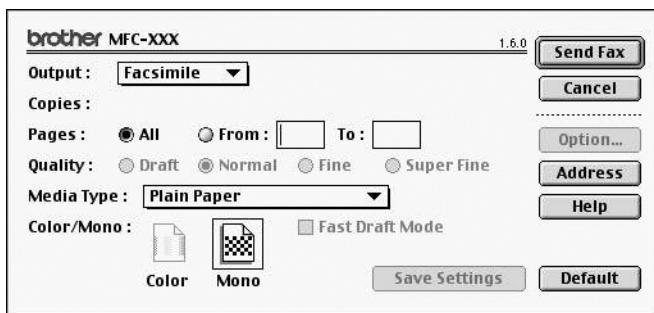 brother MFC-XXX 1.6.0
Send Fax
Output : Facsimile
Cancel
Copies :
Pages : All From : To :
Option...
Quality : Draft Normal Fine Super Fine
Address
Media Type : Plain Paper
Help
Color/Mono : Fast Draft Mode
Color Mono
Save Settings Default